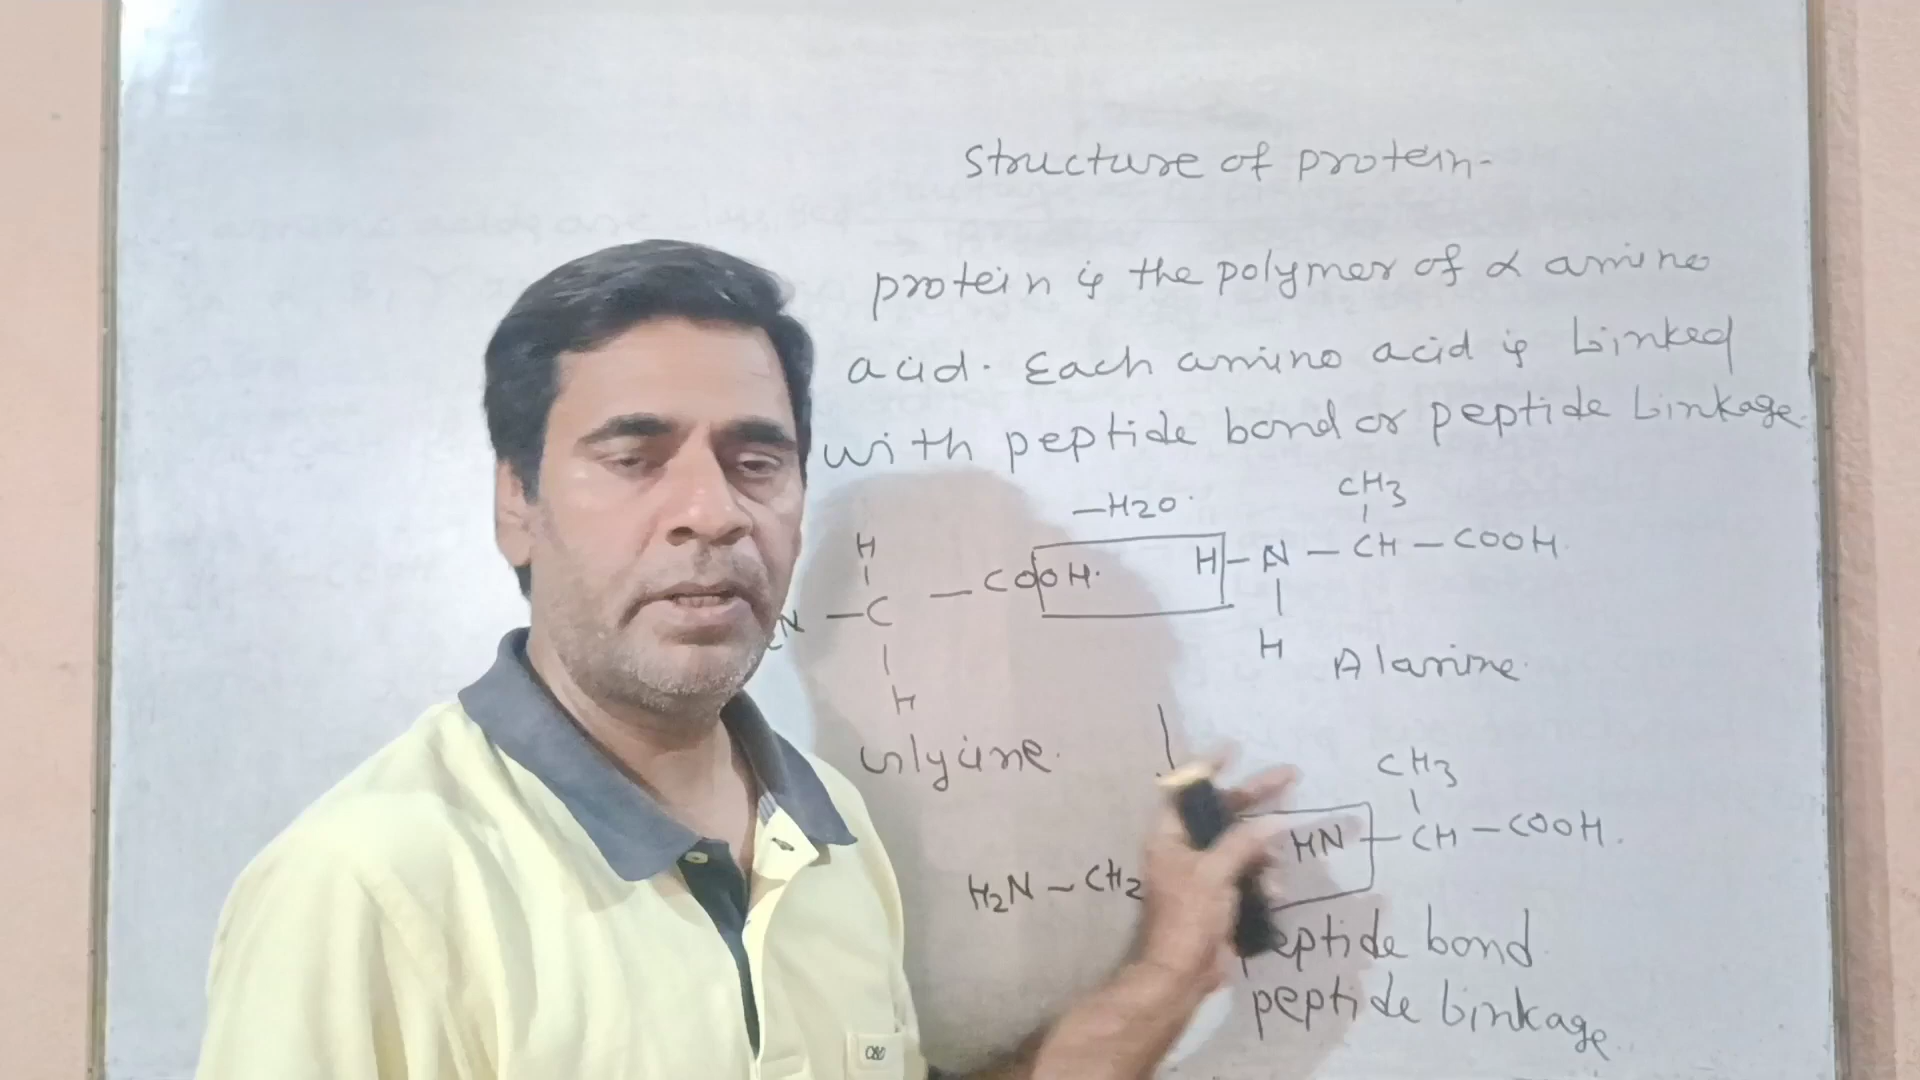 structure of protein-
protein is the polymer of α amino
acid. Each amino acid is Linked
with peptide bond or peptide Linkage.
CH3
-H2O
H
COOH. H-N-CH-COOH.
N-C-
H
H
Alanine.
Glycine.
CH3
HN-CH-COOH.
H2N-CH2
peptide bond
peptide Linkage.